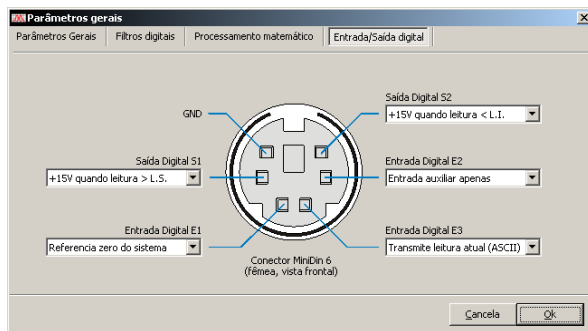 Parâmetros gerais
Parâmetros Gerais Filtros digitais Processamento matemático Entrada/Saída digital
Saída Digital S2
GND
+15V quando leitura < L.I.
Saída Digital S1
Entrada Digital E2
+15V quando leitura > L.S.
Entrada auxiliar apenas
Entrada Digital E1
Entrada Digital E3
Referencia zero do sistema
Transmite leitura atual (ASCII)
Conector MiniDin 6
(fêmea, vista frontal)
Cancela Ok